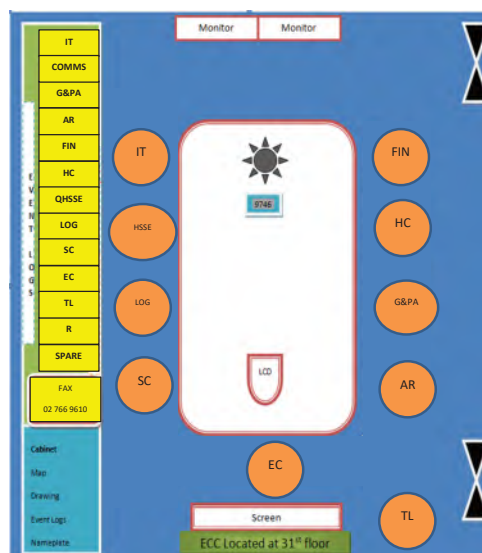 Monitor Monitor
IT
COMMS
G&PA
AR
FIN
HC
QHSSE
LOG
SC
EC
TL
R
SPARE
EVENT LOGS
FAX
02 766 9610
Cabinet
Map
Drawing
Event Logs
Nameplate
IT
HSSE
LOG
SC
9746
LCD
FIN
HC
G&PA
AR
EC
TL
Screen
ECC Located at 31st floor